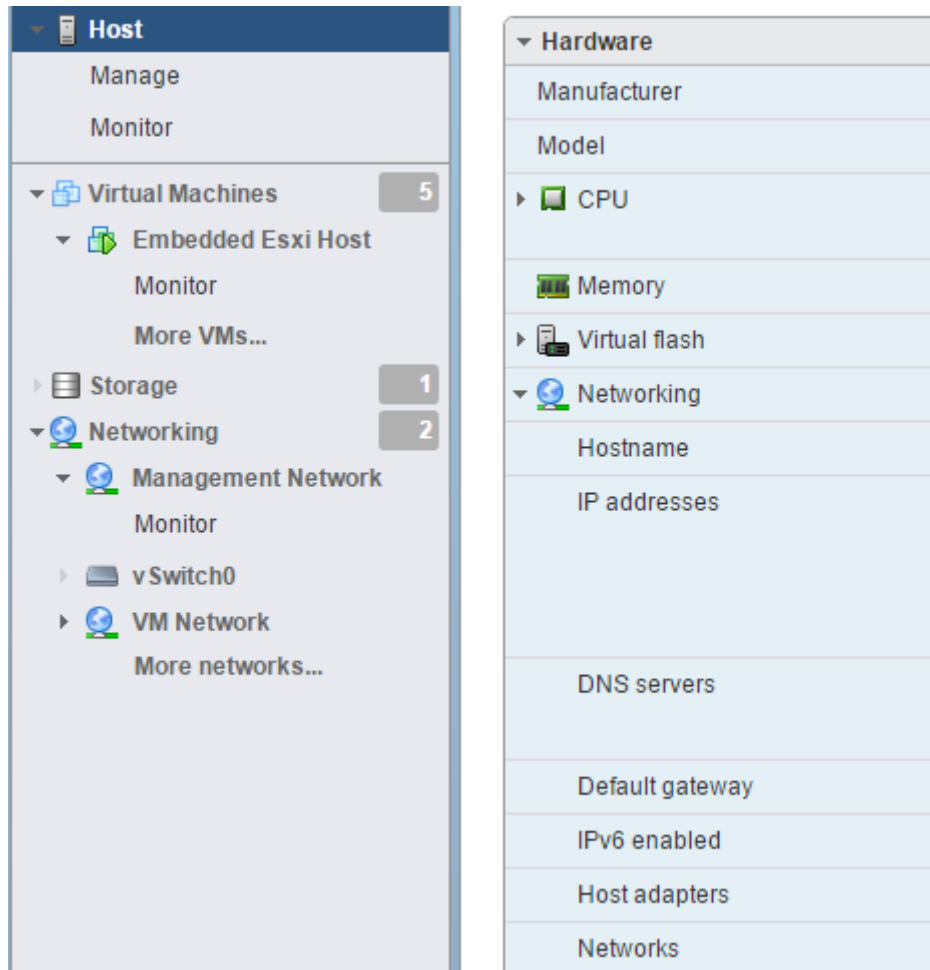 Host
Manage
Monitor
Virtual Machines 5
Embedded Esxi Host
Monitor
More VMs...
Storage 1
Networking 2
Management Network
Monitor
vSwitch0
VM Network
More networks...
Hardware
Manufacturer
Model
CPU
Memory
Virtual flash
Networking
Hostname
IP addresses
DNS servers
Default gateway
IPv6 enabled
Host adapters
Networks